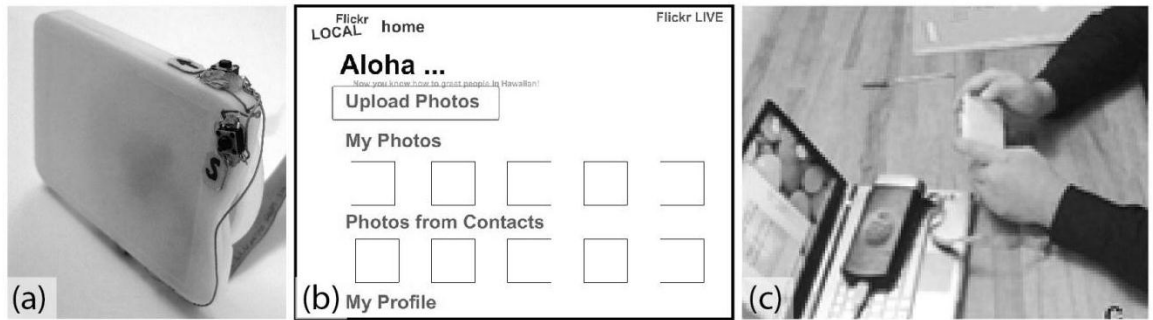 (a)
S
(b)
Flickr
LOCAL home
Flickr LIVE
Aloha ...
Now you know how to great people in Hawaiian!
Upload Photos
My Photos
Photos from Contacts
My Profile
(c)